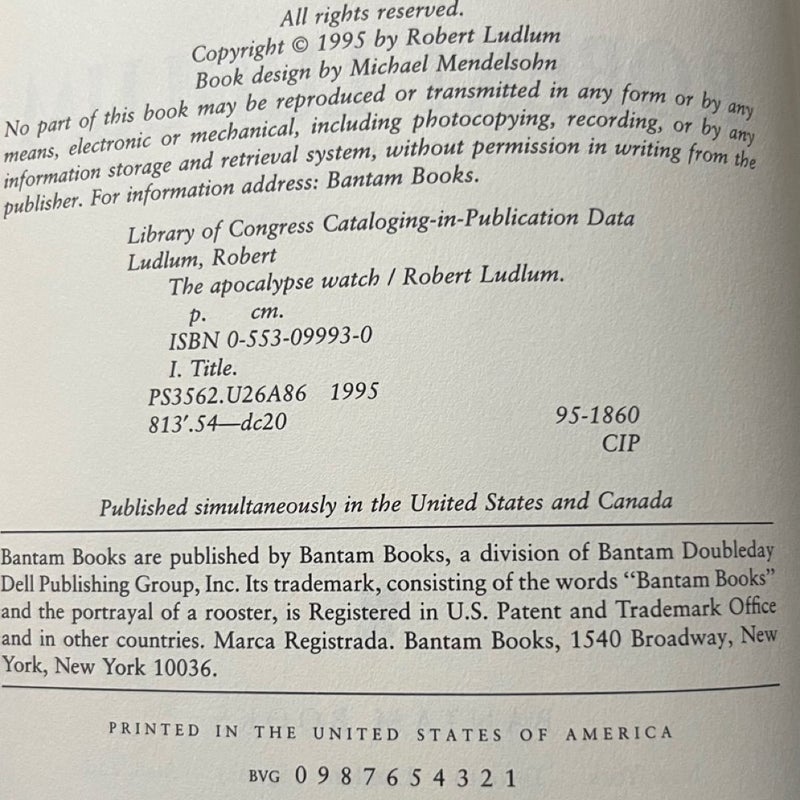 All rights reserved.
Copyright © 1995 by Robert Ludlum
Book design by Michael Mendelsohn
No part of this book may be reproduced or transmitted in any form or by any
means, electronic or mechanical, including photocopying, recording, or by any
information storage and retrieval system, without permission in writing from the
publisher. For information address: Bantam Books.
Library of Congress Cataloging-in-Publication Data
Ludlum, Robert
The apocalypse watch / Robert Ludlum.
p. cm.
ISBN 0-553-09993-0
I. Title.
PS3562.U26A86 1995
813'.54—dc20 95-1860
CIP
Published simultaneously in the United States and Canada
Bantam Books are published by Bantam Books, a division of Bantam Doubleday
Dell Publishing Group, Inc. Its trademark, consisting of the words “Bantam Books”
and the portrayal of a rooster, is Registered in U.S. Patent and Trademark Office
and in other countries. Marca Registrada. Bantam Books, 1540 Broadway, New
York, New York 10036.
PRINTED IN THE UNITED STATES OF AMERICA
BVG 0 9 8 7 6 5 4 3 2 1